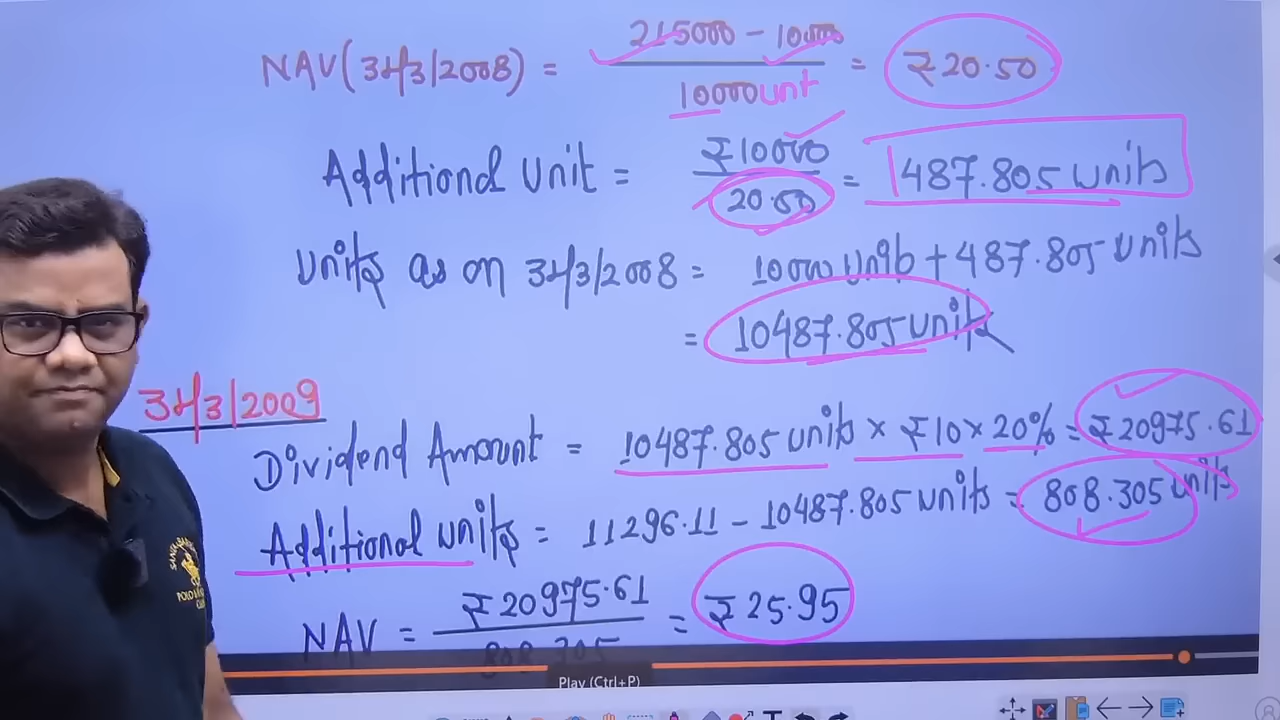 NAV(31/3/2008) = 215000 - 10000 / 10000 unit = ₹20.50
Additional Unit = ₹10000 / 20.50 = 487.805 units
Units as on 31/3/2008 = 10000 Units + 487.805 Units
= 10487.805 units
31/3/2009
Dividend Amount = 10487.805 units × ₹10 × 20% = ₹20975.61
Additional units = 11296.11 - 10487.805 units = 808.305 units
NAV = ₹20975.61 / 808.305 = ₹25.95
Play (Ctrl+P)